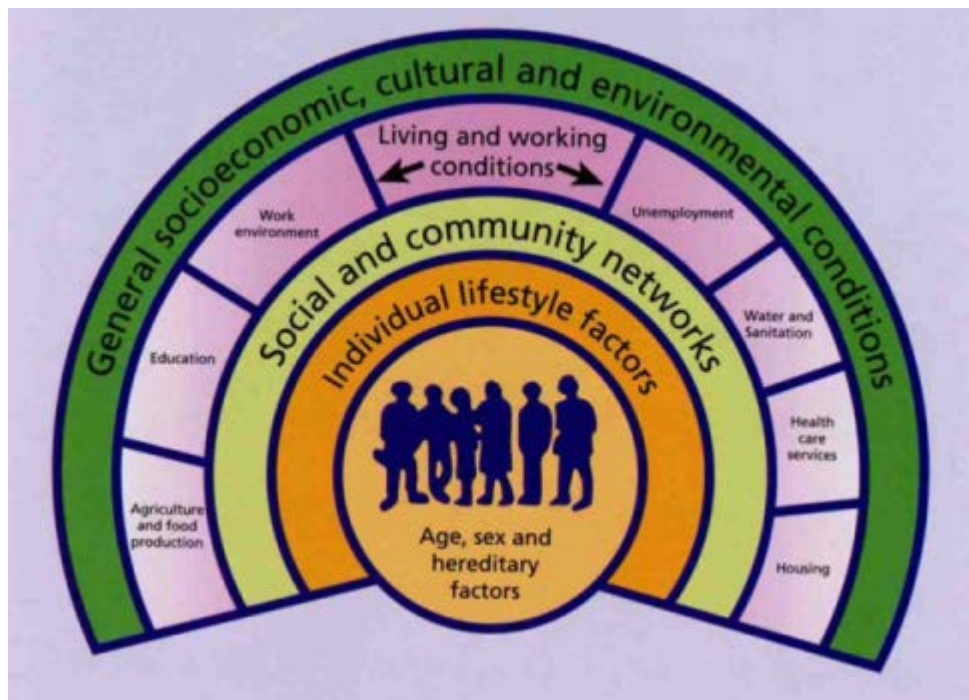 General socioeconomic, cultural and environmental conditions
Living and working
conditions
Work
environment
Unemployment
Education
Water and
Sanitation
Agriculture
and food
production
Health
care
services
Housing
Social and community networks
Individual lifestyle factors
Age, sex and
hereditary
factors